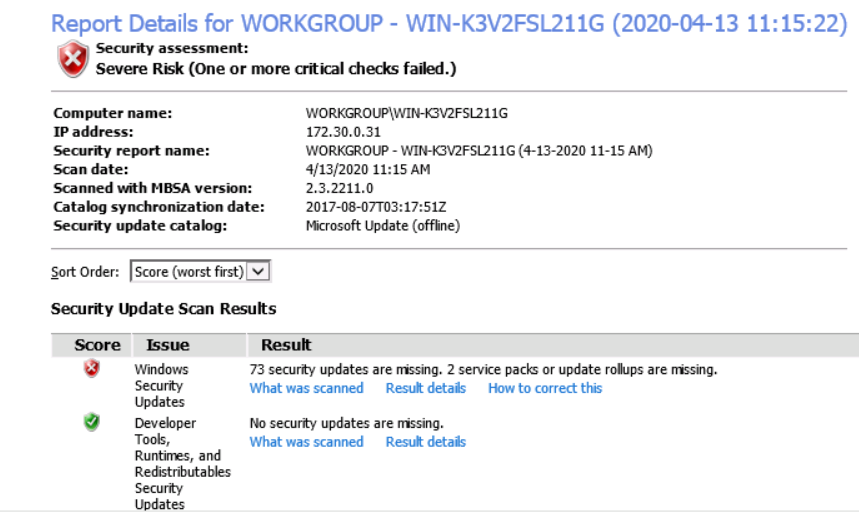 Report Details for WORKGROUP - WIN-K3V2FSL211G (2020-04-13 11:15:22)
Security assessment:
Severe Risk (One or more critical checks failed.)
Computer name: WORKGROUP\WIN-K3V2FSL211G
IP address: 172.30.0.31
Security report name: WORKGROUP - WIN-K3V2FSL211G (4-13-2020 11-15 AM)
Scan date: 4/13/2020 11:15 AM
Scanned with MBSA version: 2.3.2211.0
Catalog synchronization date: 2017-08-07T03:17:51Z
Security update catalog: Microsoft Update (offline)
Sort Order: Score (worst first)
Security Update Scan Results
Score Issue Result
Windows Security Updates
73 security updates are missing. 2 service packs or update rollups are missing.
What was scanned Result details How to correct this
Developer Tools, Runtimes, and Redistributables Security Updates
No security updates are missing.
What was scanned Result details